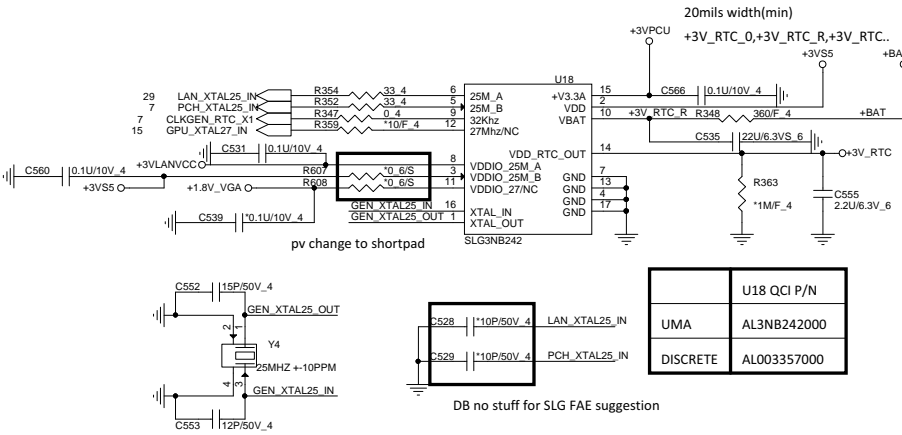 20mils width(min)
+3VPCU
+3V_RTC_0,+3V_RTC_R,+3V_RTC..
+3VS5
+BA
U18
29 LAN_XTAL25_IN R354 33_4 6 25M_A +V3.3A 15 C566 0.1U/10V_4
7 PCH_XTAL25_IN R352 33_4 5 25M_B VDD 2
7 CLKGEN_RTC_X1 R347 0_4 9 32Khz VBAT 10 +3V_RTC_R R348 360/F_4 +BAT
15 GPU_XTAL27_IN R359 *10/F_4 12 27Mhz/NC
C535 22U/6.3VS_6
C531 0.1U/10V_4
VDD_RTC_OUT 14 +3V_RTC
+3VLANVCC 8 VDDIO_25M_A
C560 0.1U/10V_4 R607 *0_6/S 3 VDDIO_25M_B GND 7
+3VS5 +1.8V_VGA R608 *0_6/S 11 VDDIO_27/NC GND 13
GND 4
GEN_XTAL25_IN 16 XTAL_IN GND 17
GEN_XTAL25_OUT 1 XTAL_OUT
R363
*1M/F_4
C555
2.2U/6.3V_6
C539 *0.1U/10V_4
SLG3NB242
pv change to shortpad
C552 15P/50V_4
GEN_XTAL25_OUT
2 1
Y4
25MHZ +-10PPM
4 3
GEN_XTAL25_IN
C553 12P/50V_4
C528 *10P/50V_4 LAN_XTAL25_IN
C529 *10P/50V_4 PCH_XTAL25_IN
DB no stuff for SLG FAE suggestion
U18 QCI P/N
UMA AL3NB242000
DISCRETE AL003357000